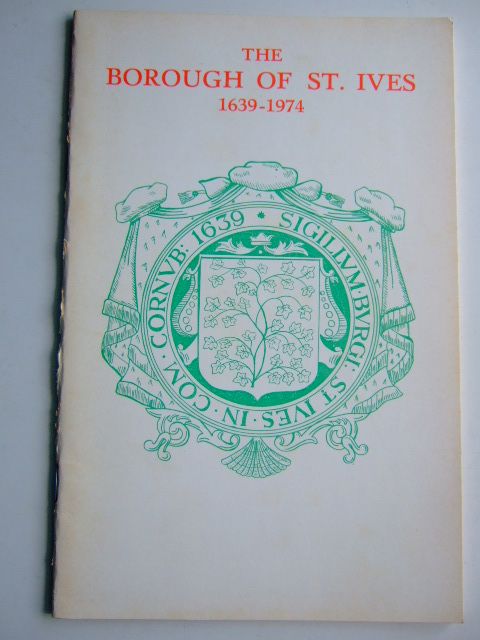 THE
BOROUGH OF ST. IVES
1639-1974
SIGILLVM·BVRGI·ST IVES·IN·COM·CORNVB: 1639 *